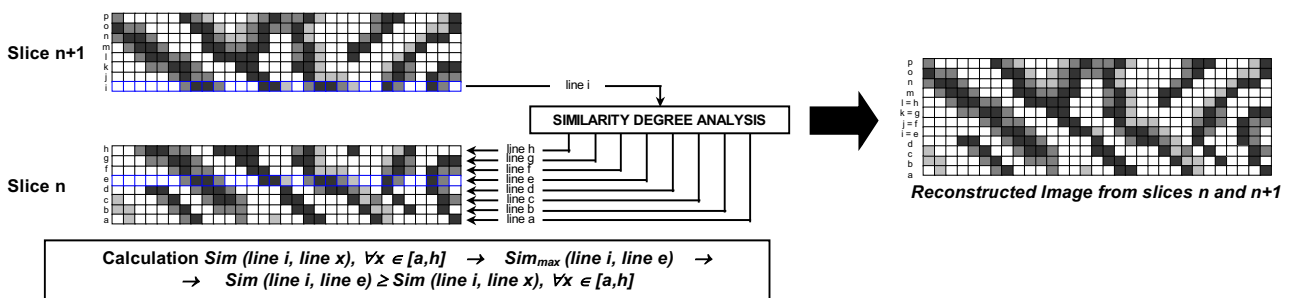 Slice n+1
p
o
n
m
l
k
j
i
line i
SIMILARITY DEGREE ANALYSIS
Slice n
h
g
f
e
d
c
b
a
line h
line g
line f
line e
line d
line c
line b
line a
p
o
n
m
l = h
k = g
j = f
i = e
d
c
b
a
Reconstructed Image from slices n and n+1
Calculation Sim (line i, line x), ∀x ∈ [a,h] → Sim_max (line i, line e) →
→ Sim (line i, line e) ≥ Sim (line i, line x), ∀x ∈ [a,h]